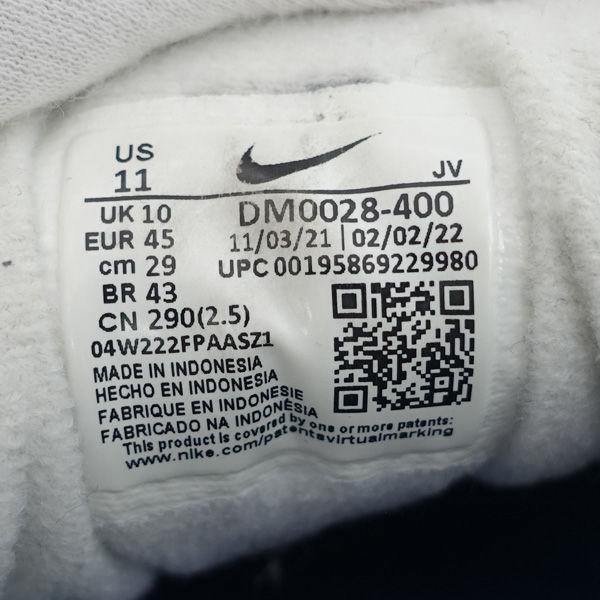 US
11
JV
UK 10
DM0028-400
EUR 45
11/03/21 | 02/02/22
cm 29
UPC 00195869229980
BR 43
CN 290(2.5)
04W222FPAASZ1
MADE IN INDONESIA
HECHO EN INDONESIA
FABRIQUE EN INDONESIE
FABRICADO NA INDONÉSIA
This product is covered by one or more patents:
www.nike.com/patentsvirtualmarking